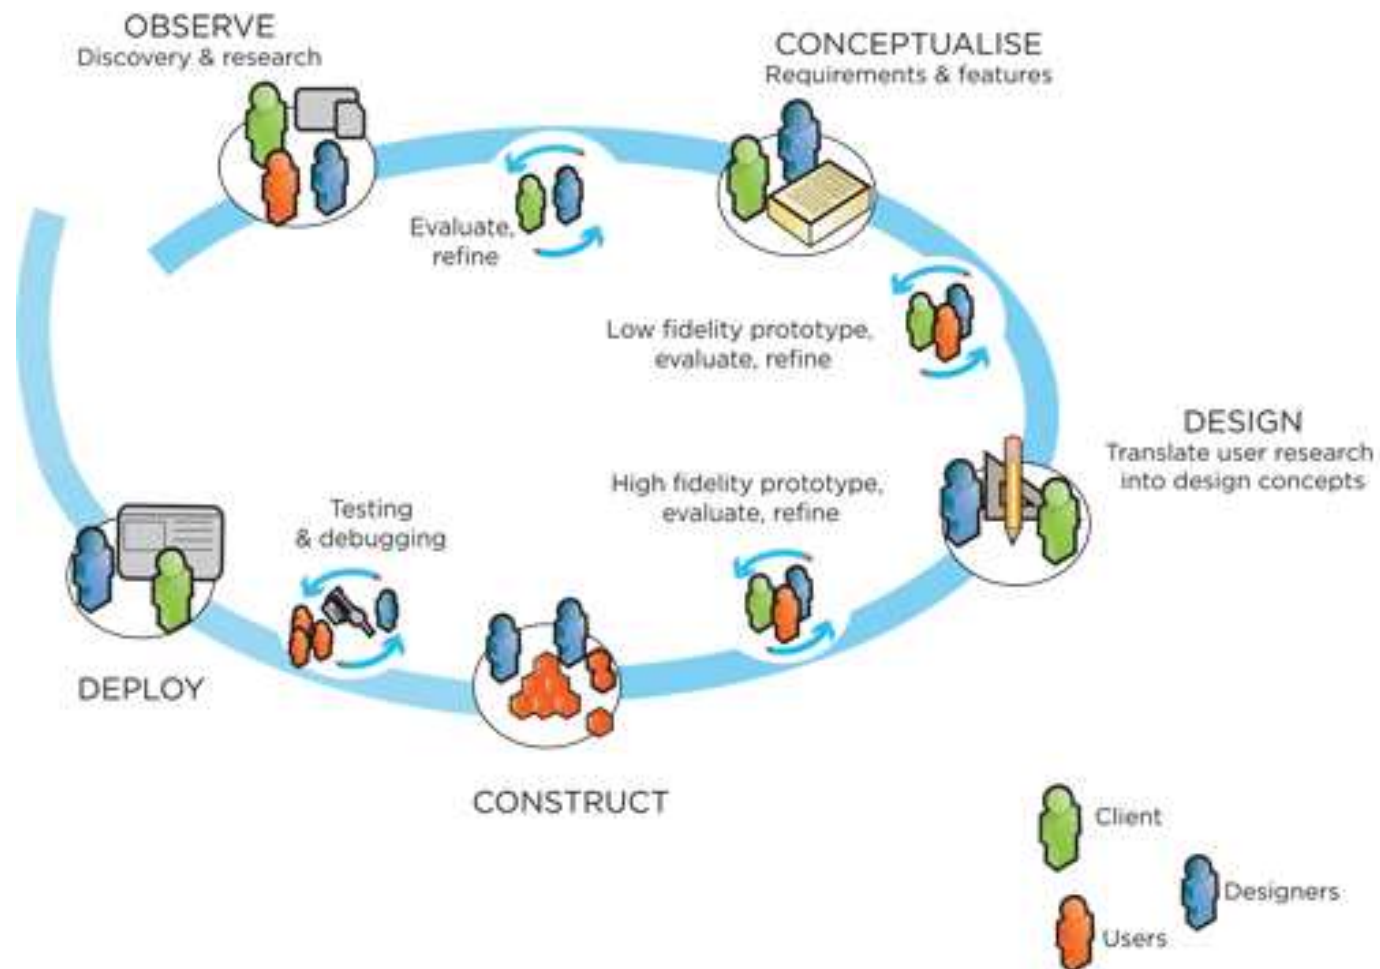 OBSERVE
Discovery & research
CONCEPTUALISE
Requirements & features
Evaluate,
refine
Low fidelity prototype,
evaluate, refine
DESIGN
Translate user research
into design concepts
High fidelity prototype,
evaluate, refine
Testing
& debugging
DEPLOY
CONSTRUCT
Client
Designers
Users